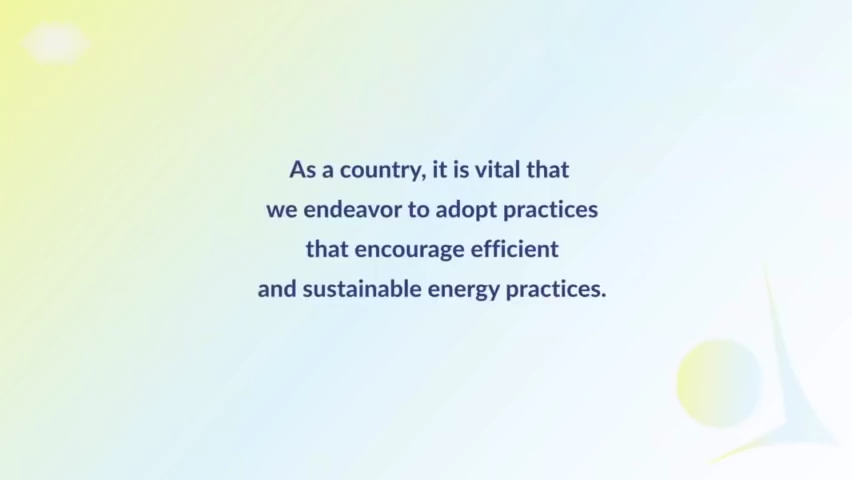 As a country, it is vital that
we endeavor to adopt practices
that encourage efficient
and sustainable energy practices.